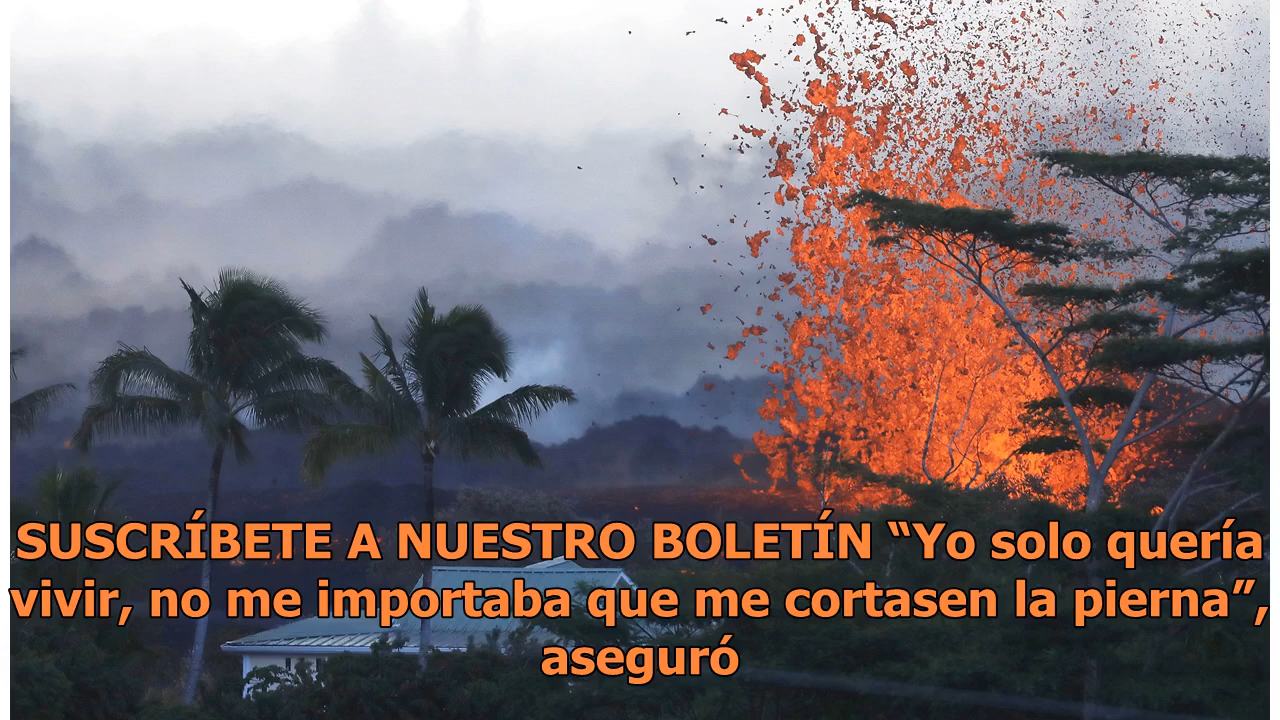 SUSCRÍBETE A NUESTRO BOLETÍN “Yo solo quería
vivir, no me importaba que me cortasen la pierna”,
aseguró